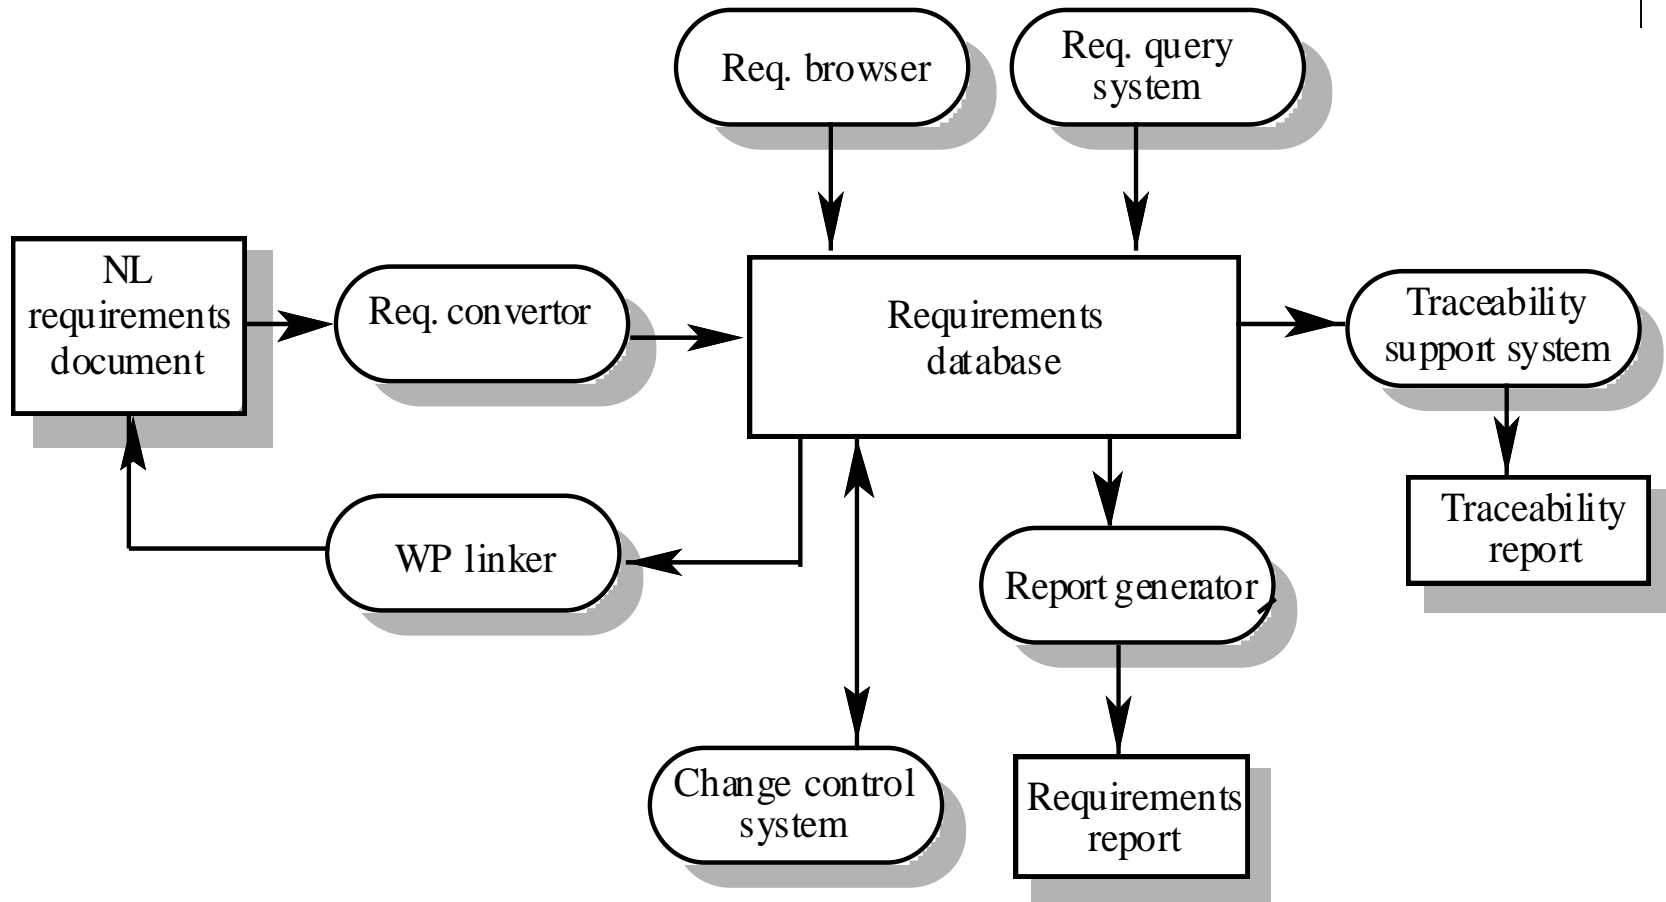 Req. browser
Req. query
system
NL
requirements
document
Req. convertor
Requirements
database
Traceability
support system
WP linker
Report generator
Traceability
report
Change control
system
Requirements
report